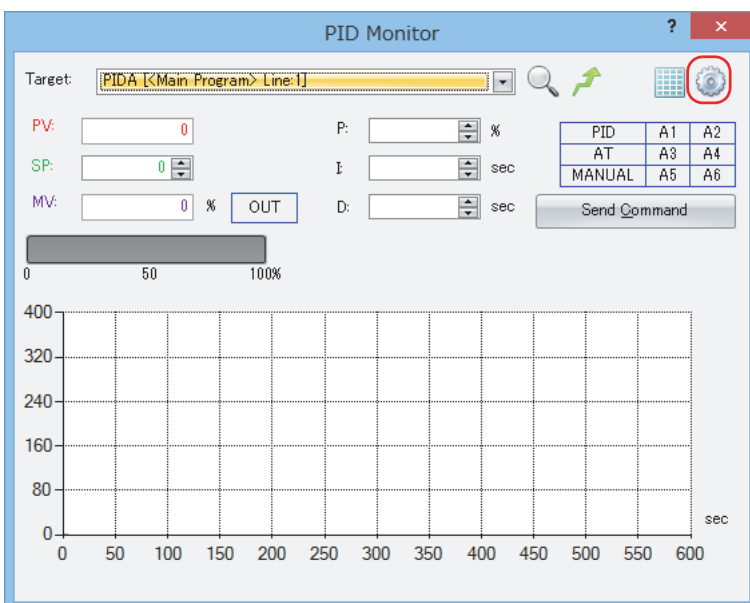 PID Monitor
?
×
Target: PIDA [<Main Program> Line:1]
PV: 0 P: %
SP: 0 I: sec
MV: 0 % OUT D: sec
PID A1 A2
AT A3 A4
MANUAL A5 A6
Send Command
0 50 100%
400
320
240
160
80
0
sec
0 50 100 150 200 250 300 350 400 450 500 550 600